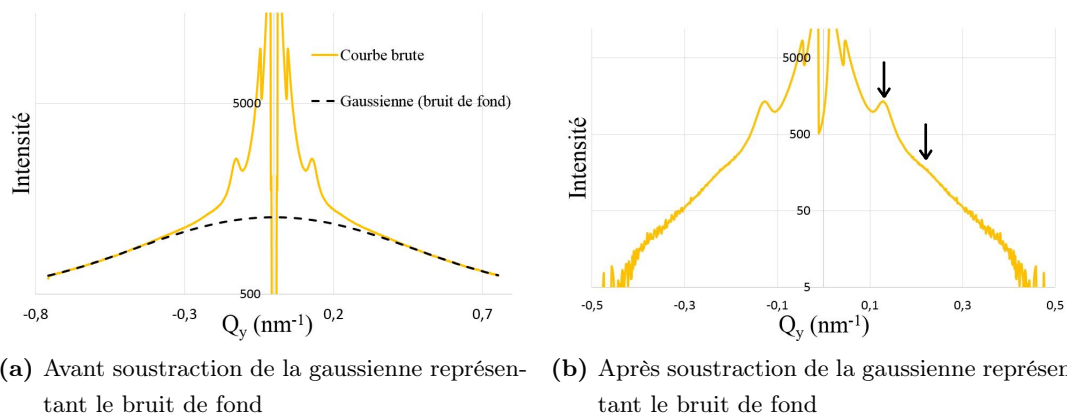 Courbe brute
Gaussienne (bruit de fond)
5000
500
Intensité
-0,8
-0,3
0,2
0,7
Q_y (nm⁻¹)
(a) Avant soustraction de la gaussienne représen-
tant le bruit de fond
5000
500
50
5
Intensité
-0,5
-0,3
-0,1
0,1
0,3
0,5
Q_y (nm⁻¹)
(b) Après soustraction de la gaussienne représen
tant le bruit de fond